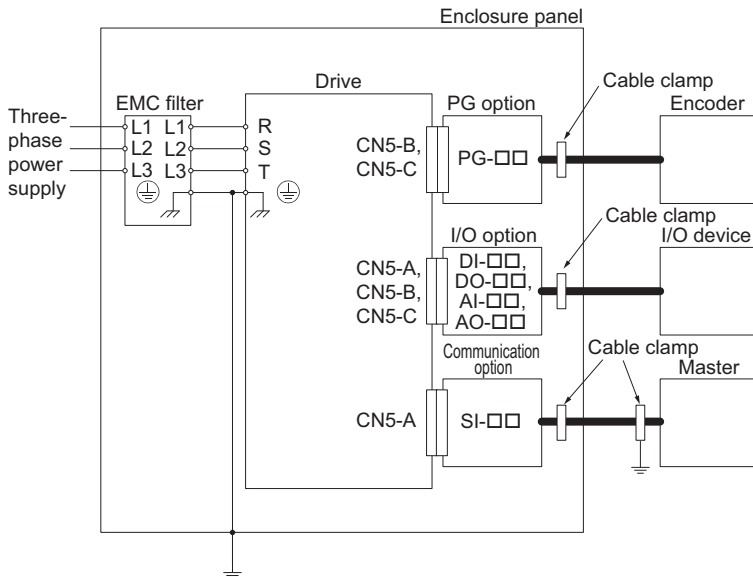 Enclosure panel
Drive
EMC filter
PG option
Cable clamp
Encoder
Three-
phase
power
supply
L1 L1
L2 L2
L3 L3
R
S
T
CN5-B,
CN5-C
PG-□□
Cable clamp
I/O option
I/O device
CN5-A,
CN5-B,
CN5-C
DI-□□,
DO-□□,
AI-□□,
AO-□□
Communication
option
Cable clamp
Master
CN5-A
SI-□□